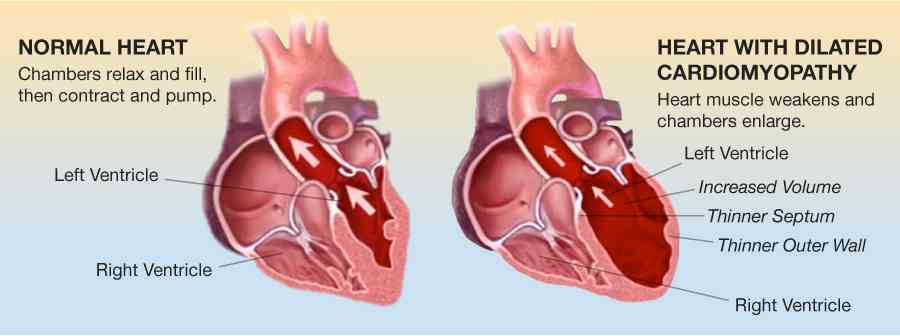 NORMAL HEART
Chambers relax and fill,
then contract and pump.
Left Ventricle
Right Ventricle
HEART WITH DILATED
CARDIOMYOPATHY
Heart muscle weakens and
chambers enlarge.
Left Ventricle
Increased Volume
Thinner Septum
Thinner Outer Wall
Right Ventricle